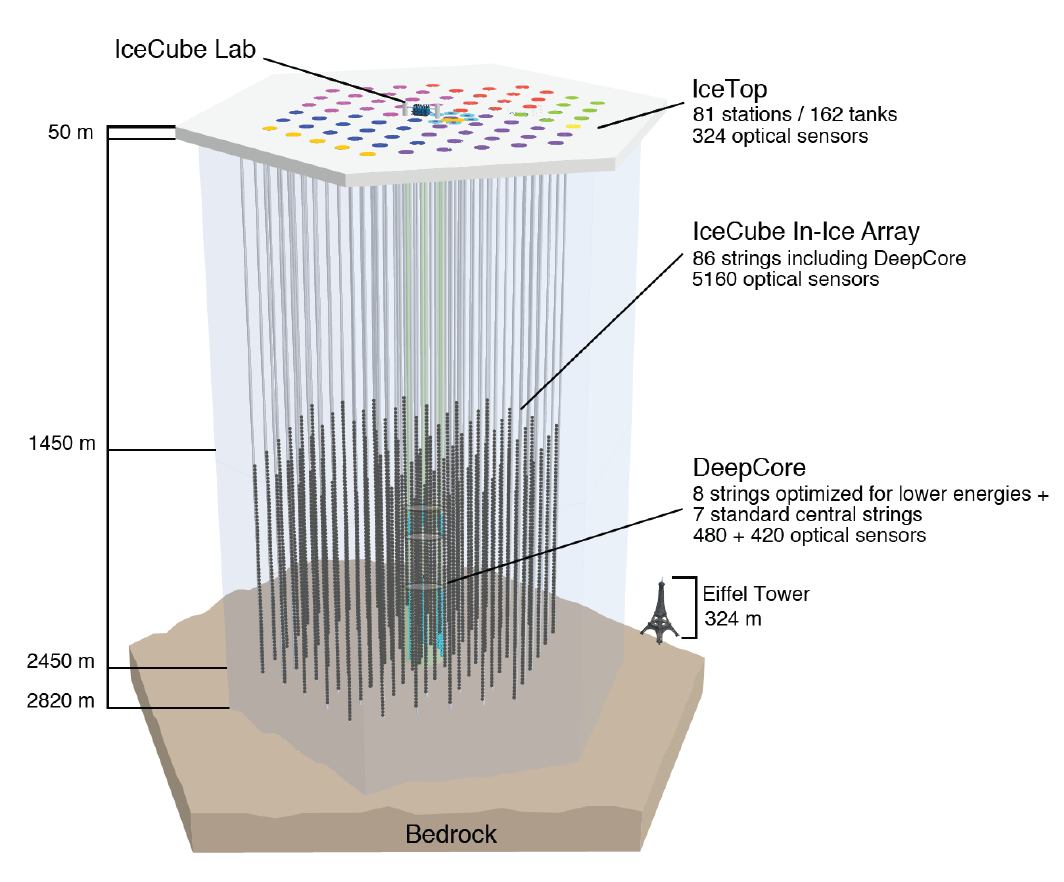 IceCube Lab
IceTop
81 stations / 162 tanks
324 optical sensors
50 m
IceCube In-Ice Array
86 strings including DeepCore
5160 optical sensors
1450 m
DeepCore
8 strings optimized for lower energies +
7 standard central strings
480 + 420 optical sensors
Eiffel Tower
324 m
2450 m
2820 m
Bedrock